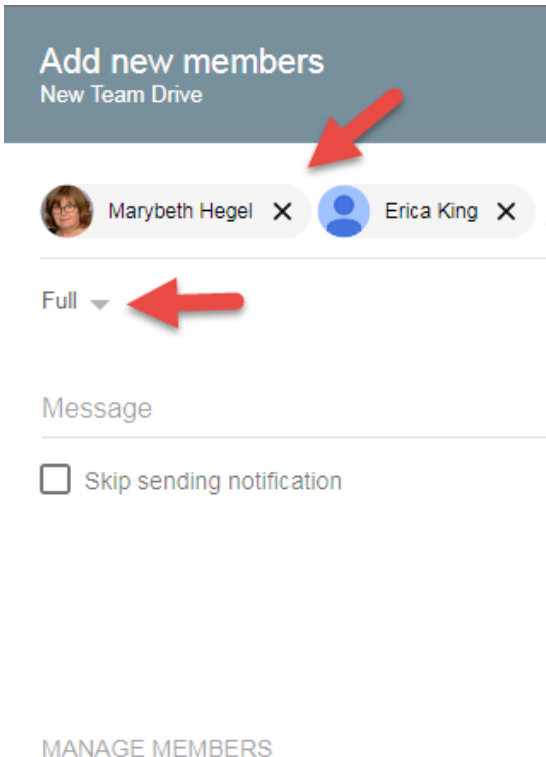 Add new members
New Team Drive
Marybeth Hegel Erica King
Full
Message
Skip sending notification
MANAGE MEMBERS